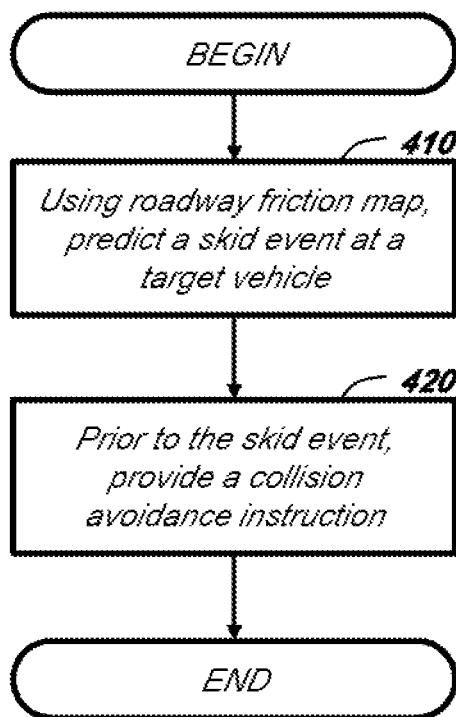 BEGIN
410
Using roadway friction map,
predict a skid event at a
target vehicle
420
Prior to the skid event,
provide a collision
avoidance instruction
END